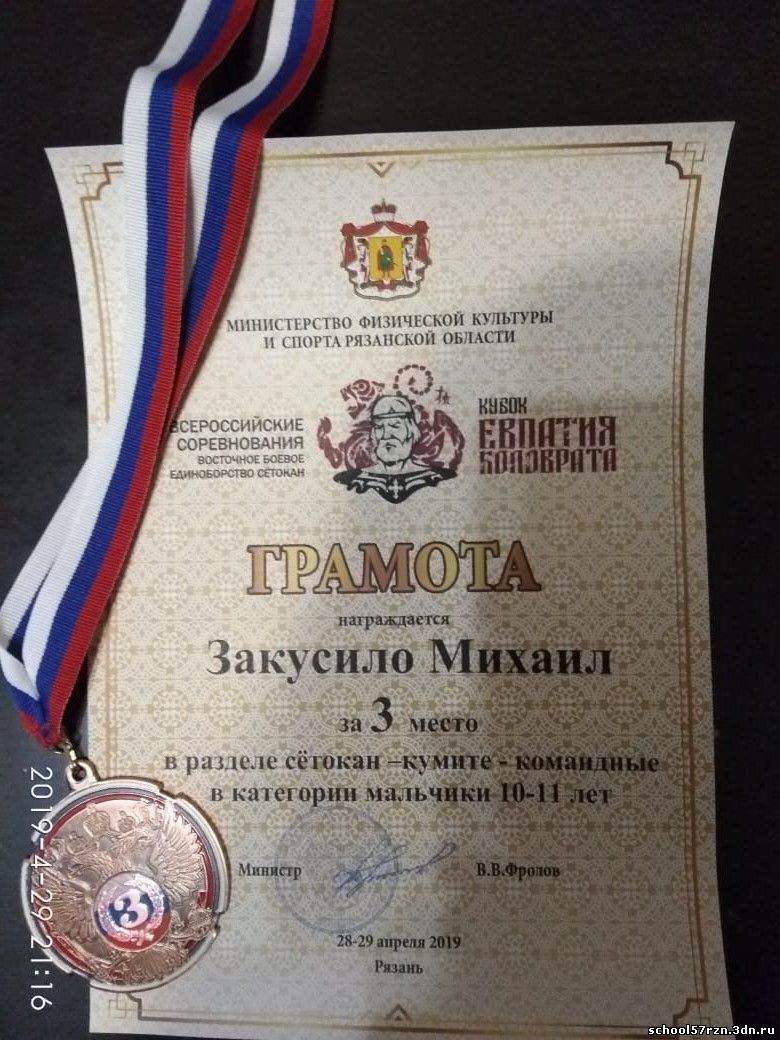 МИНИСТЕРСТВО ФИЗИЧЕСКОЙ КУЛЬТУРЫ
И СПОРТА РЯЗАНСКОЙ ОБЛАСТИ
ВСЕРОССИЙСКИЕ
СОРЕВНОВАНИЯ
ВОСТОЧНОЕ БОЕВОЕ
ЕДИНОБОРСТВО СЁТОКАН
КУБОК
ЕВПАТИЯ
КОЛОВРАТА
ГРАМОТА
награждается
Закусило Михаил
за 3 место
в разделе сётокан –кумите - командные
в категории мальчики 10-11 лет
Министр В.В.Фролов
28-29 апреля 2019
Рязань
3
2019-4-29 21:16
school57rzn.3dn.ru